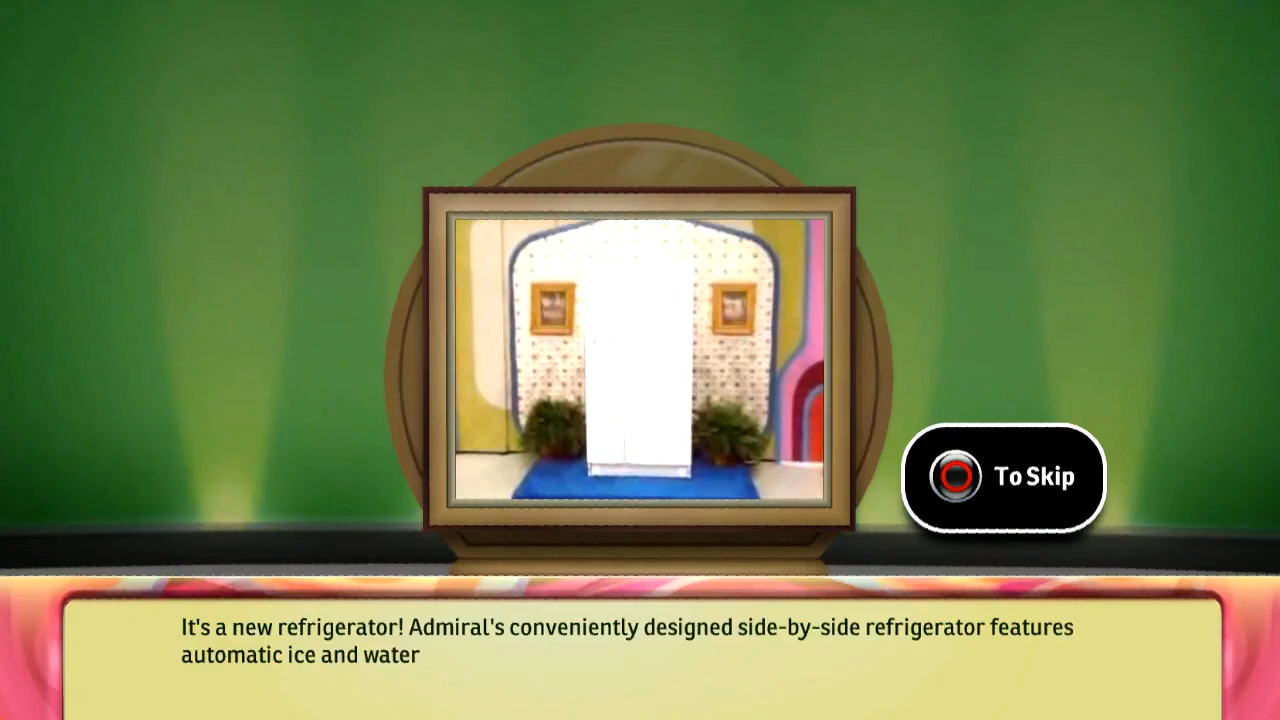 To Skip
It's a new refrigerator! Admiral's conveniently designed side-by-side refrigerator features
automatic ice and water